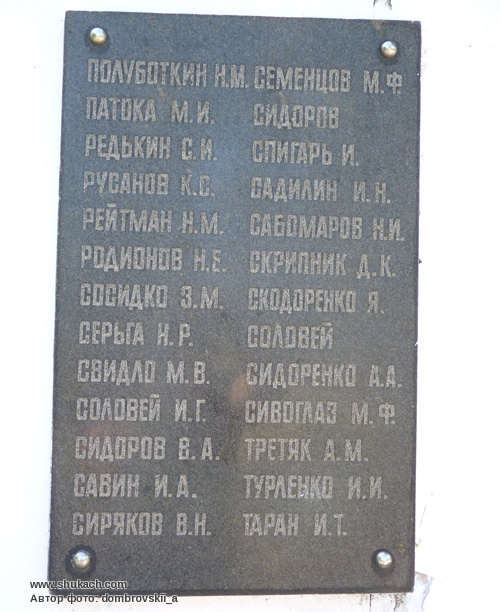 ПОЛУБОТКИН Н.М. СЕМЕНЦОВ М.Ф.
ПАТОКА М.И. СИДОРОВ
РЕДЬКИН С.И. СПИГАРЬ И.
РУСАНОВ К.С. САДИЛИН И.Н.
РЕЙТМАН Н.М. САБОМАРОВ Н.И.
РОДИОНОВ Н.Е. СКРИПНИК Д.К.
СОСИДКО З.М. СКОДОРЕНКО Я.
СЕРЬГА Н.Р. СОЛОВЕЙ
СВИДЛО М.В. СИДОРЕНКО А.А.
СОЛОВЕЙ И.Г. СИВОГЛАЗ М.Ф.
СИДОРОВ В.А. ТРЕТЯК А.М.
САВИН И.А. ТУРЛЕНКО И.И.
СИРЯКОВ В.Н. ТАРАН И.Т.
www.shukach.com
Автор фото: dombrovskii_a